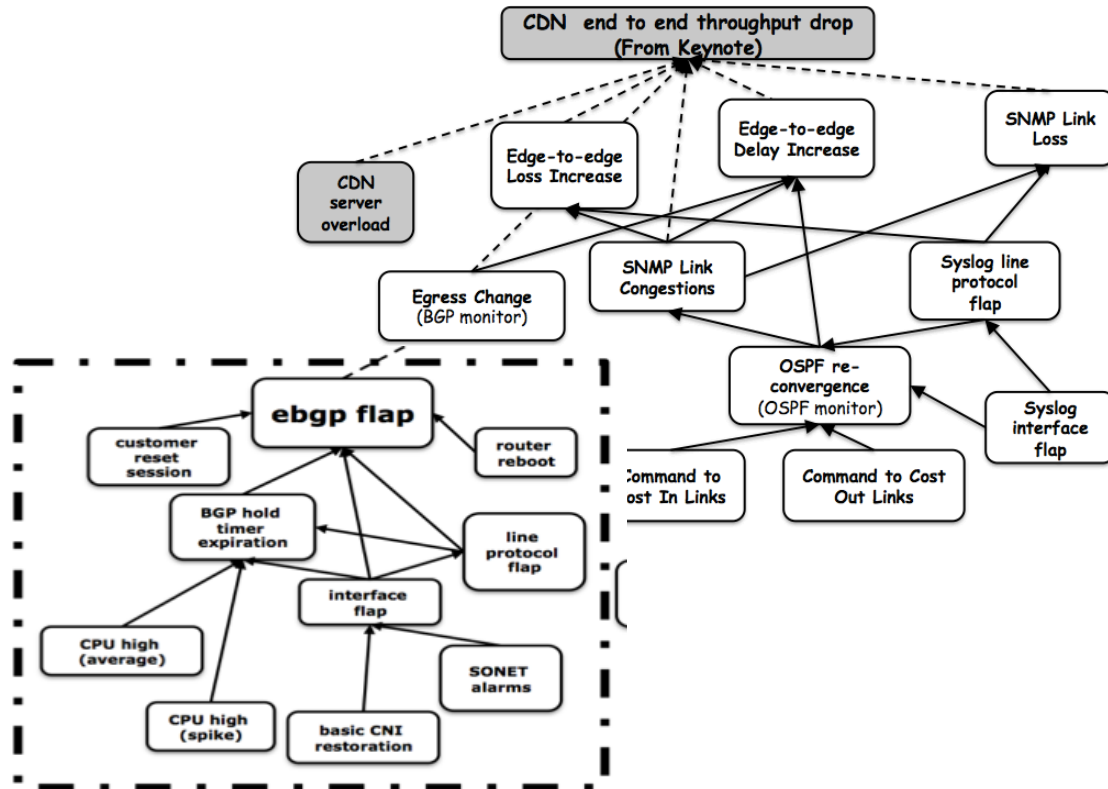 CDN end to end throughput drop
(From Keynote)
Edge-to-edge
Loss Increase
Edge-to-edge
Delay Increase
SNMP Link
Loss
CDN
server
overload
Egress Change
(BGP monitor)
SNMP Link
Congestions
Syslog line
protocol
flap
OSPF re-
convergence
(OSPF monitor)
Syslog
interface
flap
Command to
Cost Out Links
ommand to
ost In Links
ebgp flap
customer
reset
session
router
reboot
BGP hold
timer
expiration
line
protocol
flap
interface
flap
CPU high
(average)
SONET
alarms
CPU high
(spike)
basic CNI
restoration